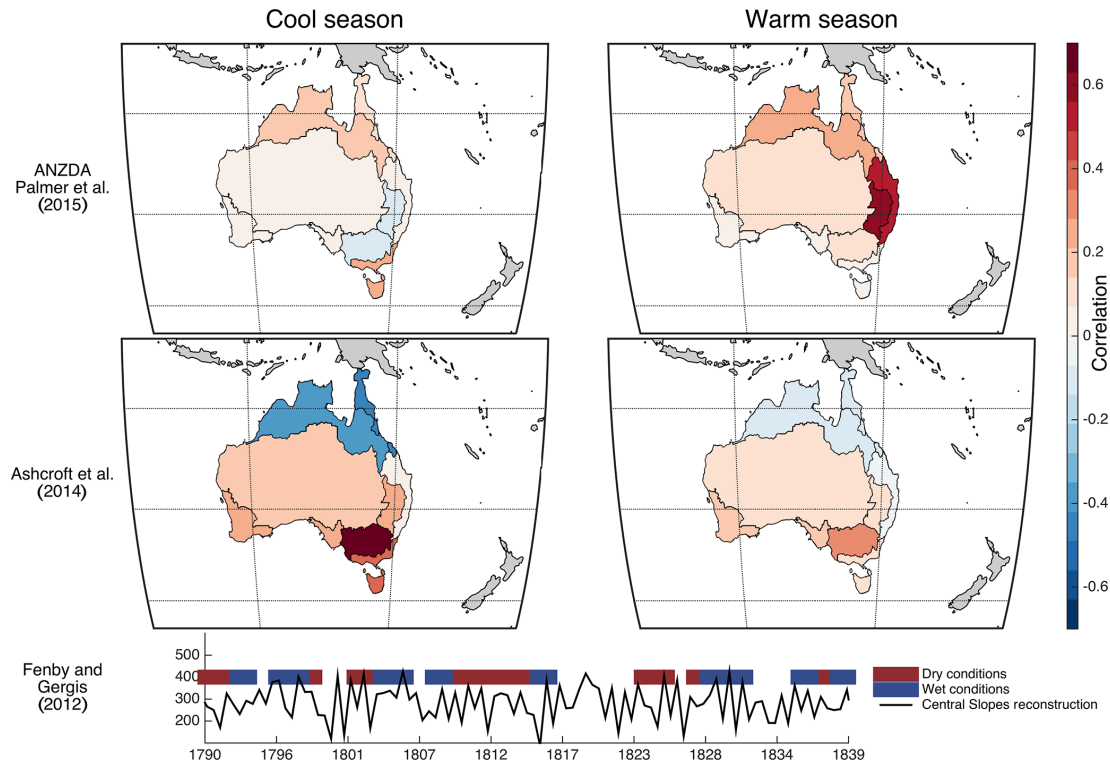 Cool season
Warm season
ANZDA
Palmer et al.
(2015)
0.6
0.4
0.2
0
-0.2
-0.4
-0.6
Correlation
Ashcroft et al.
(2014)
Fenby and
Gergis
(2012)
500
400
300
200
Dry conditions
Wet conditions
Central Slopes reconstruction
1790
1796
1801
1807
1812
1817
1823
1828
1834
1839